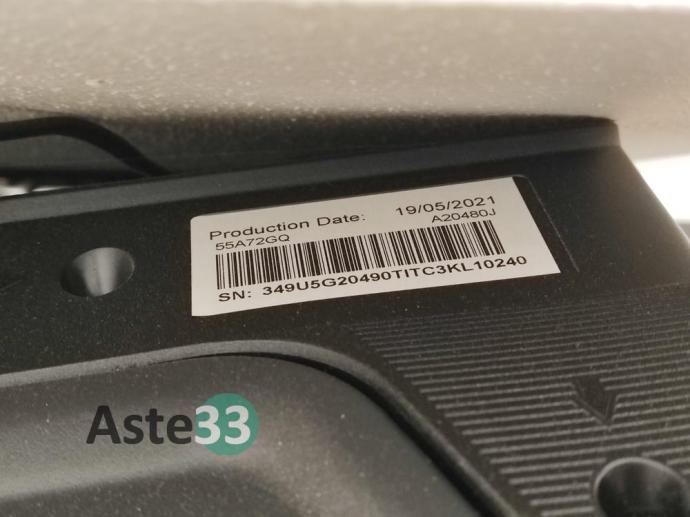 Production Date: 19/05/2021
55A72GQ A20480J
SN: 349U5G20490TITC3KL10240
Aste33